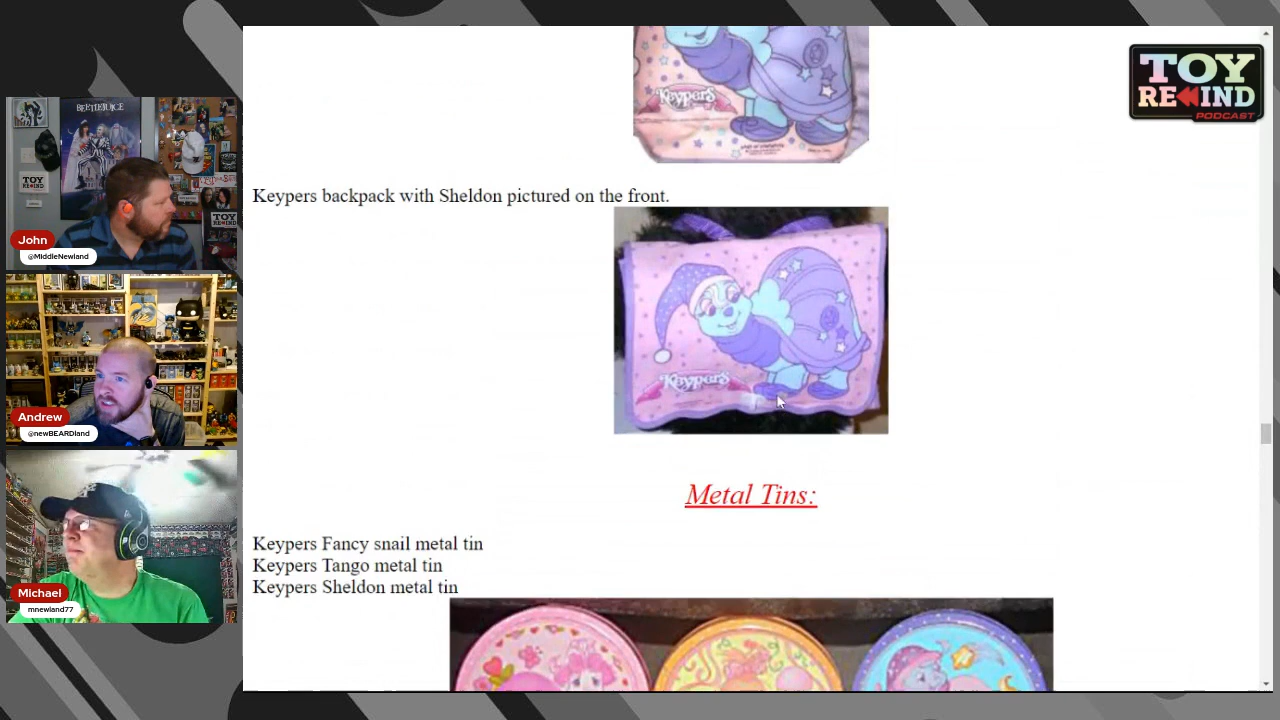 TOY
REWIND
PODCAST
Keypers
Keypers backpack with Sheldon pictured on the front.
Keypers
Metal Tins:
Keypers Fancy snail metal tin
Keypers Tango metal tin
Keypers Sheldon metal tin
BEETLEJUICE
TOY
REWIND
TOY
John
@MiddleNewland
Andrew
@newBEARDland
Michael
mnewland77